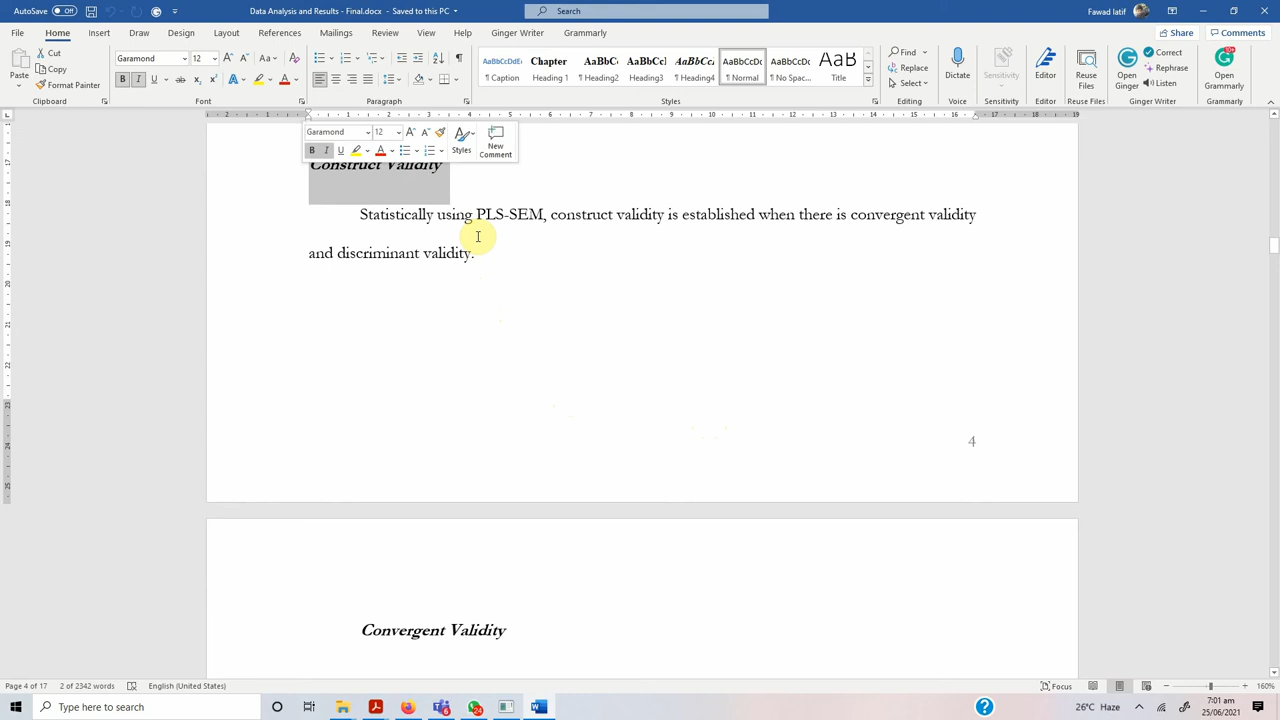 AutoSave Off
Data Analysis and Results - Final.docx - Saved to this PC
Search
Fawad latif
File Home Insert Draw Design Layout References Mailings Review View Help Ginger Writer Grammarly
Share Comments
Paste
Cut
Copy
Format Painter
Clipboard
Garamond 12
Font
Paragraph
AaBbCcDdEe Chapter AaBbCc AaBbCcI AaBbCc AaBbCcDc AaBbCcDc AaB
¶ Caption Heading 1 ¶ Heading2 Heading3 ¶ Heading4 ¶ Normal ¶ No Spac... Title
Styles
Find
Replace
Select
Editing
Dictate
Voice
Sensitivity
Sensitivity
Editor
Editor
Reuse Files
Reuse Files
Open Ginger
Correct
Rephrase
Listen
Ginger Writer
Open Grammarly
Grammarly
Garamond 12
Styles
New Comment
Construct Validity
Statistically using PLS-SEM, construct validity is established when there is convergent validity
and discriminant validity.
4
Convergent Validity
Page 4 of 17 2 of 2342 words English (United States) Focus 160%
Type here to search
26°C Haze
7:01 am
25/06/2021